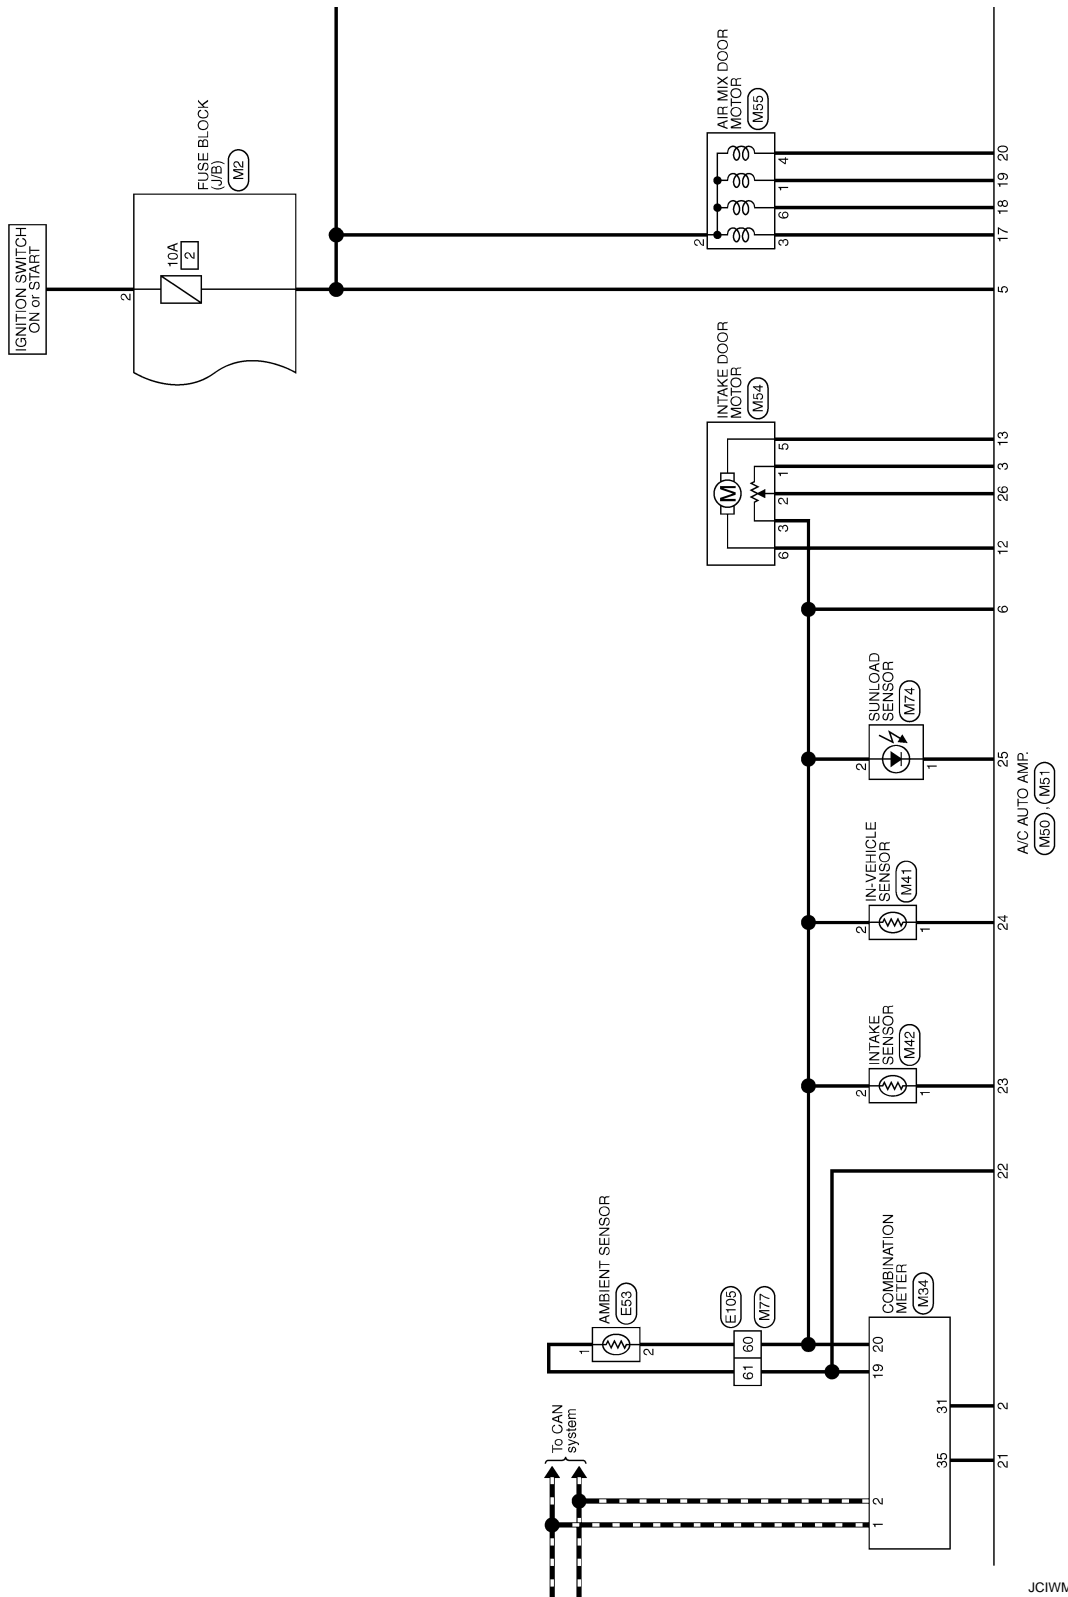 IGNITION SWITCH
ON or START
2
FUSE BLOCK
(J/B)
M2
10A
2
AIR MIX DOOR
MOTOR
M55
2
4
1
6
3
20
19
18
17
5
INTAKE DOOR
MOTOR
M54
M
5
1
2
3
6
13
3
26
12
6
SUNLOAD
SENSOR
M74
2
1
25
A/C AUTO AMP.
M50 , M51
IN-VEHICLE
SENSOR
M41
2
1
24
INTAKE
SENSOR
M42
2
1
23
22
AMBIENT SENSOR
E53
1
2
E105
M77
60
61
COMBINATION
METER
M34
20
19
31
2
35
21
To CAN
system
2
1
JCIWM